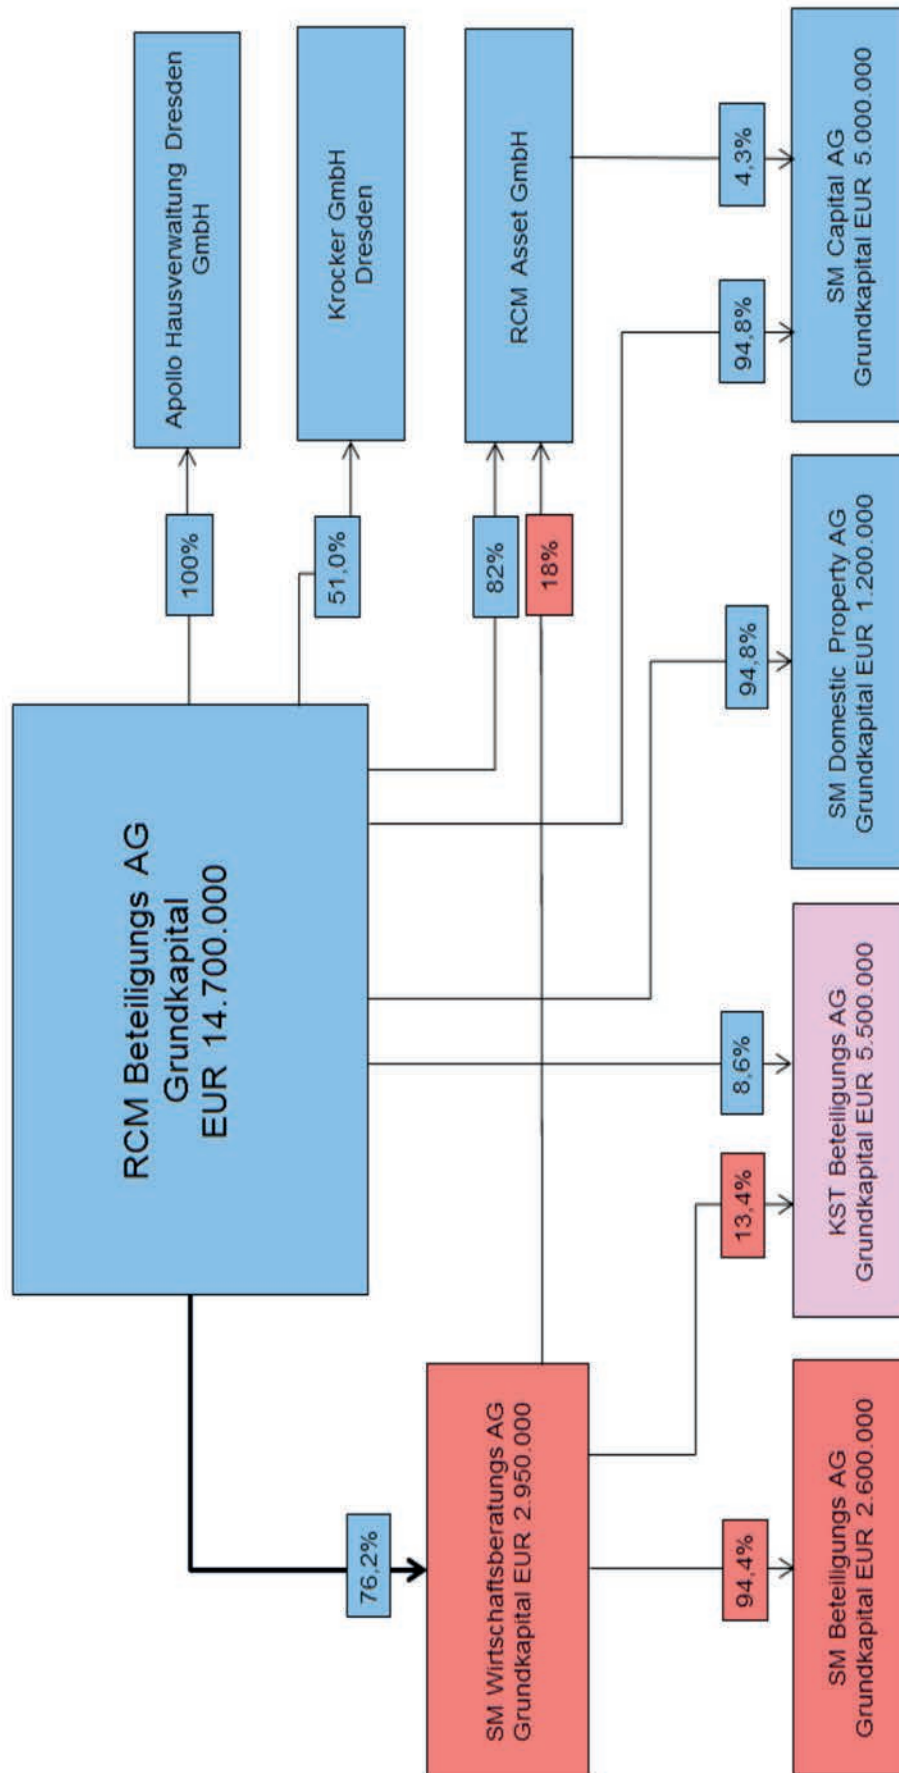 RCM Beteiligungs AG
Grundkapital
EUR 14.700.000
100%
Apollo Hausverwaltung Dresden
GmbH
51,0%
Krocker GmbH
Dresden
76,2%
SM Wirtschaftsberatungs AG
Grundkapital EUR 2.950.000
82%
18%
RCM Asset GmbH
94,4%
13,4%
8,6%
94,8%
94,8%
4,3%
SM Beteiligungs AG
Grundkapital EUR 2.600.000
KST Beteiligungs AG
Grundkapital EUR 5.500.000
SM Domestic Property AG
Grundkapital EUR 1.200.000
SM Capital AG
Grundkapital EUR 5.000.000